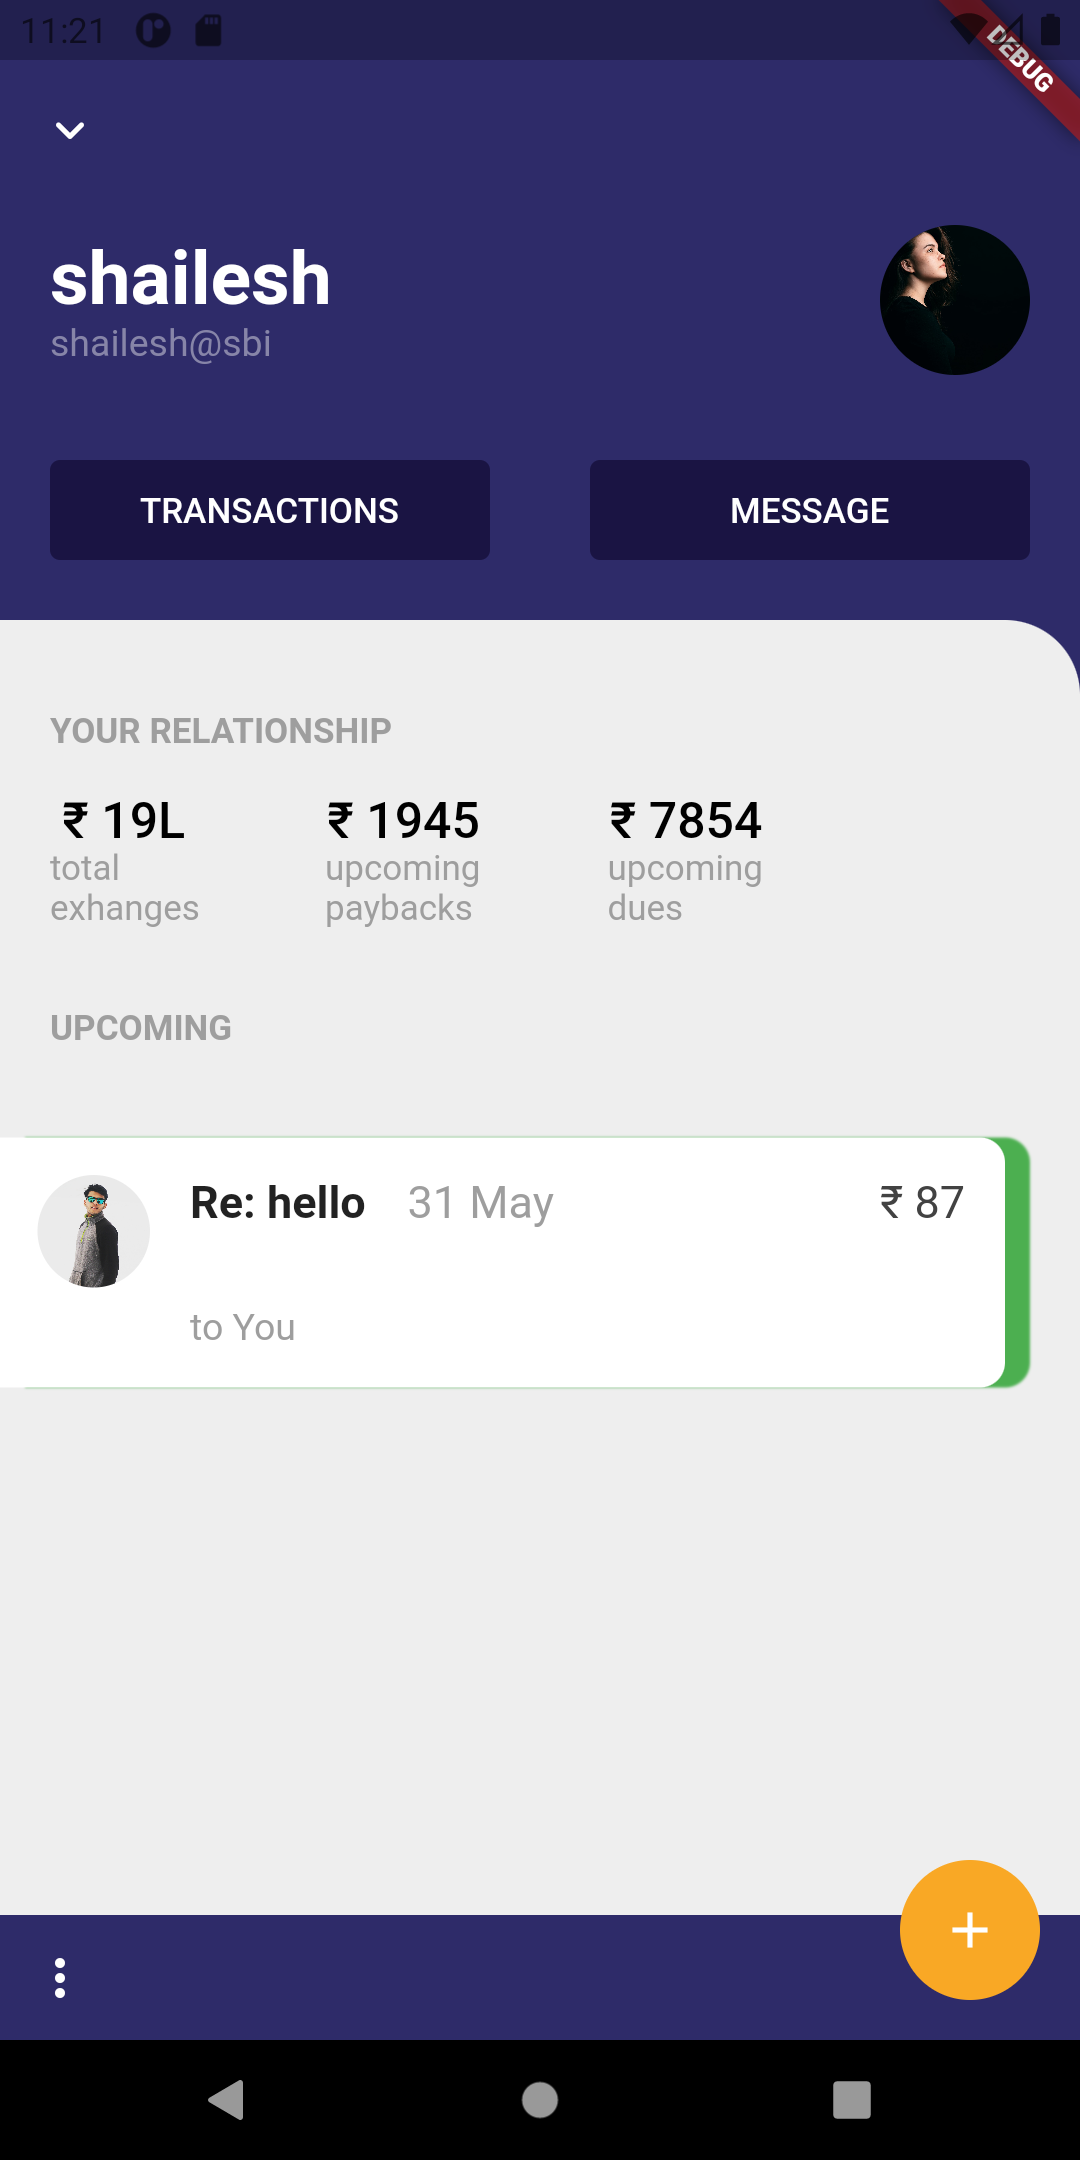 11:21
DEBUG
shailesh
shailesh@sbi
TRANSACTIONS MESSAGE
YOUR RELATIONSHIP
₹ 19L ₹ 1945 ₹ 7854
total upcoming upcoming
exhanges paybacks dues
UPCOMING
Re: hello 31 May ₹ 87
to You